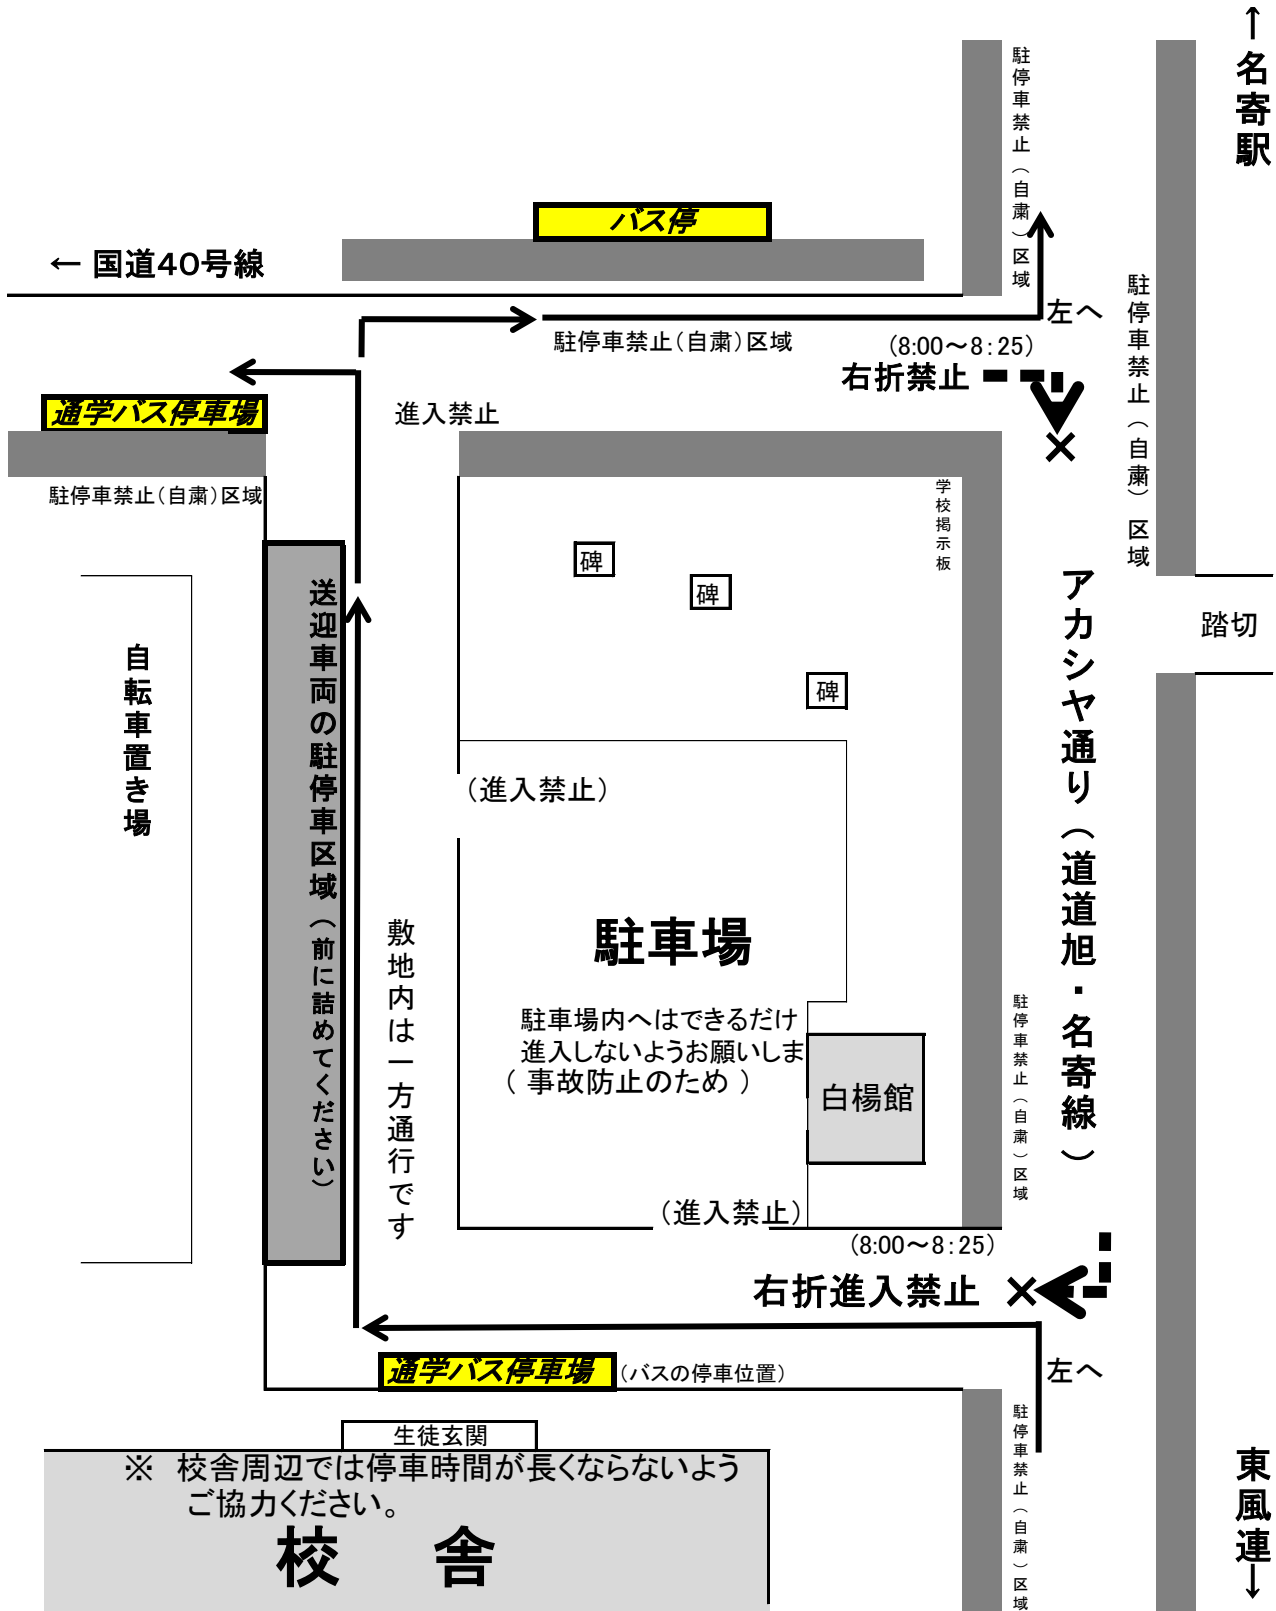 ↑名寄駅
駐停車禁止（自粛）区域
バス停
← 国道40号線
左へ
駐停車禁止（自粛）区域
駐停車禁止（自粛）区域
（8:00～8：25）
右折禁止
×
通学バス停車場
進入禁止
駐停車禁止（自粛）区域
学校掲示板
碑
碑
碑
踏切
アカシヤ通り（道道旭・名寄線）
送迎車両の駐停車区域（前に詰めてください）
自転車置き場
（進入禁止）
敷地内は一方通行です
駐車場
駐車場内へはできるだけ
進入しないようお願いしま
（ 事故防止のため ）
白楊館
駐停車禁止（自粛）区域
（進入禁止）
（8:00～8：25）
右折進入禁止 ×
通学バス停車場
（バスの停車位置）
左へ
駐停車禁止（自粛）区域
生徒玄関
※　校舎周辺では停車時間が長くならないよう
ご協力ください。
校　舎
東風連↓